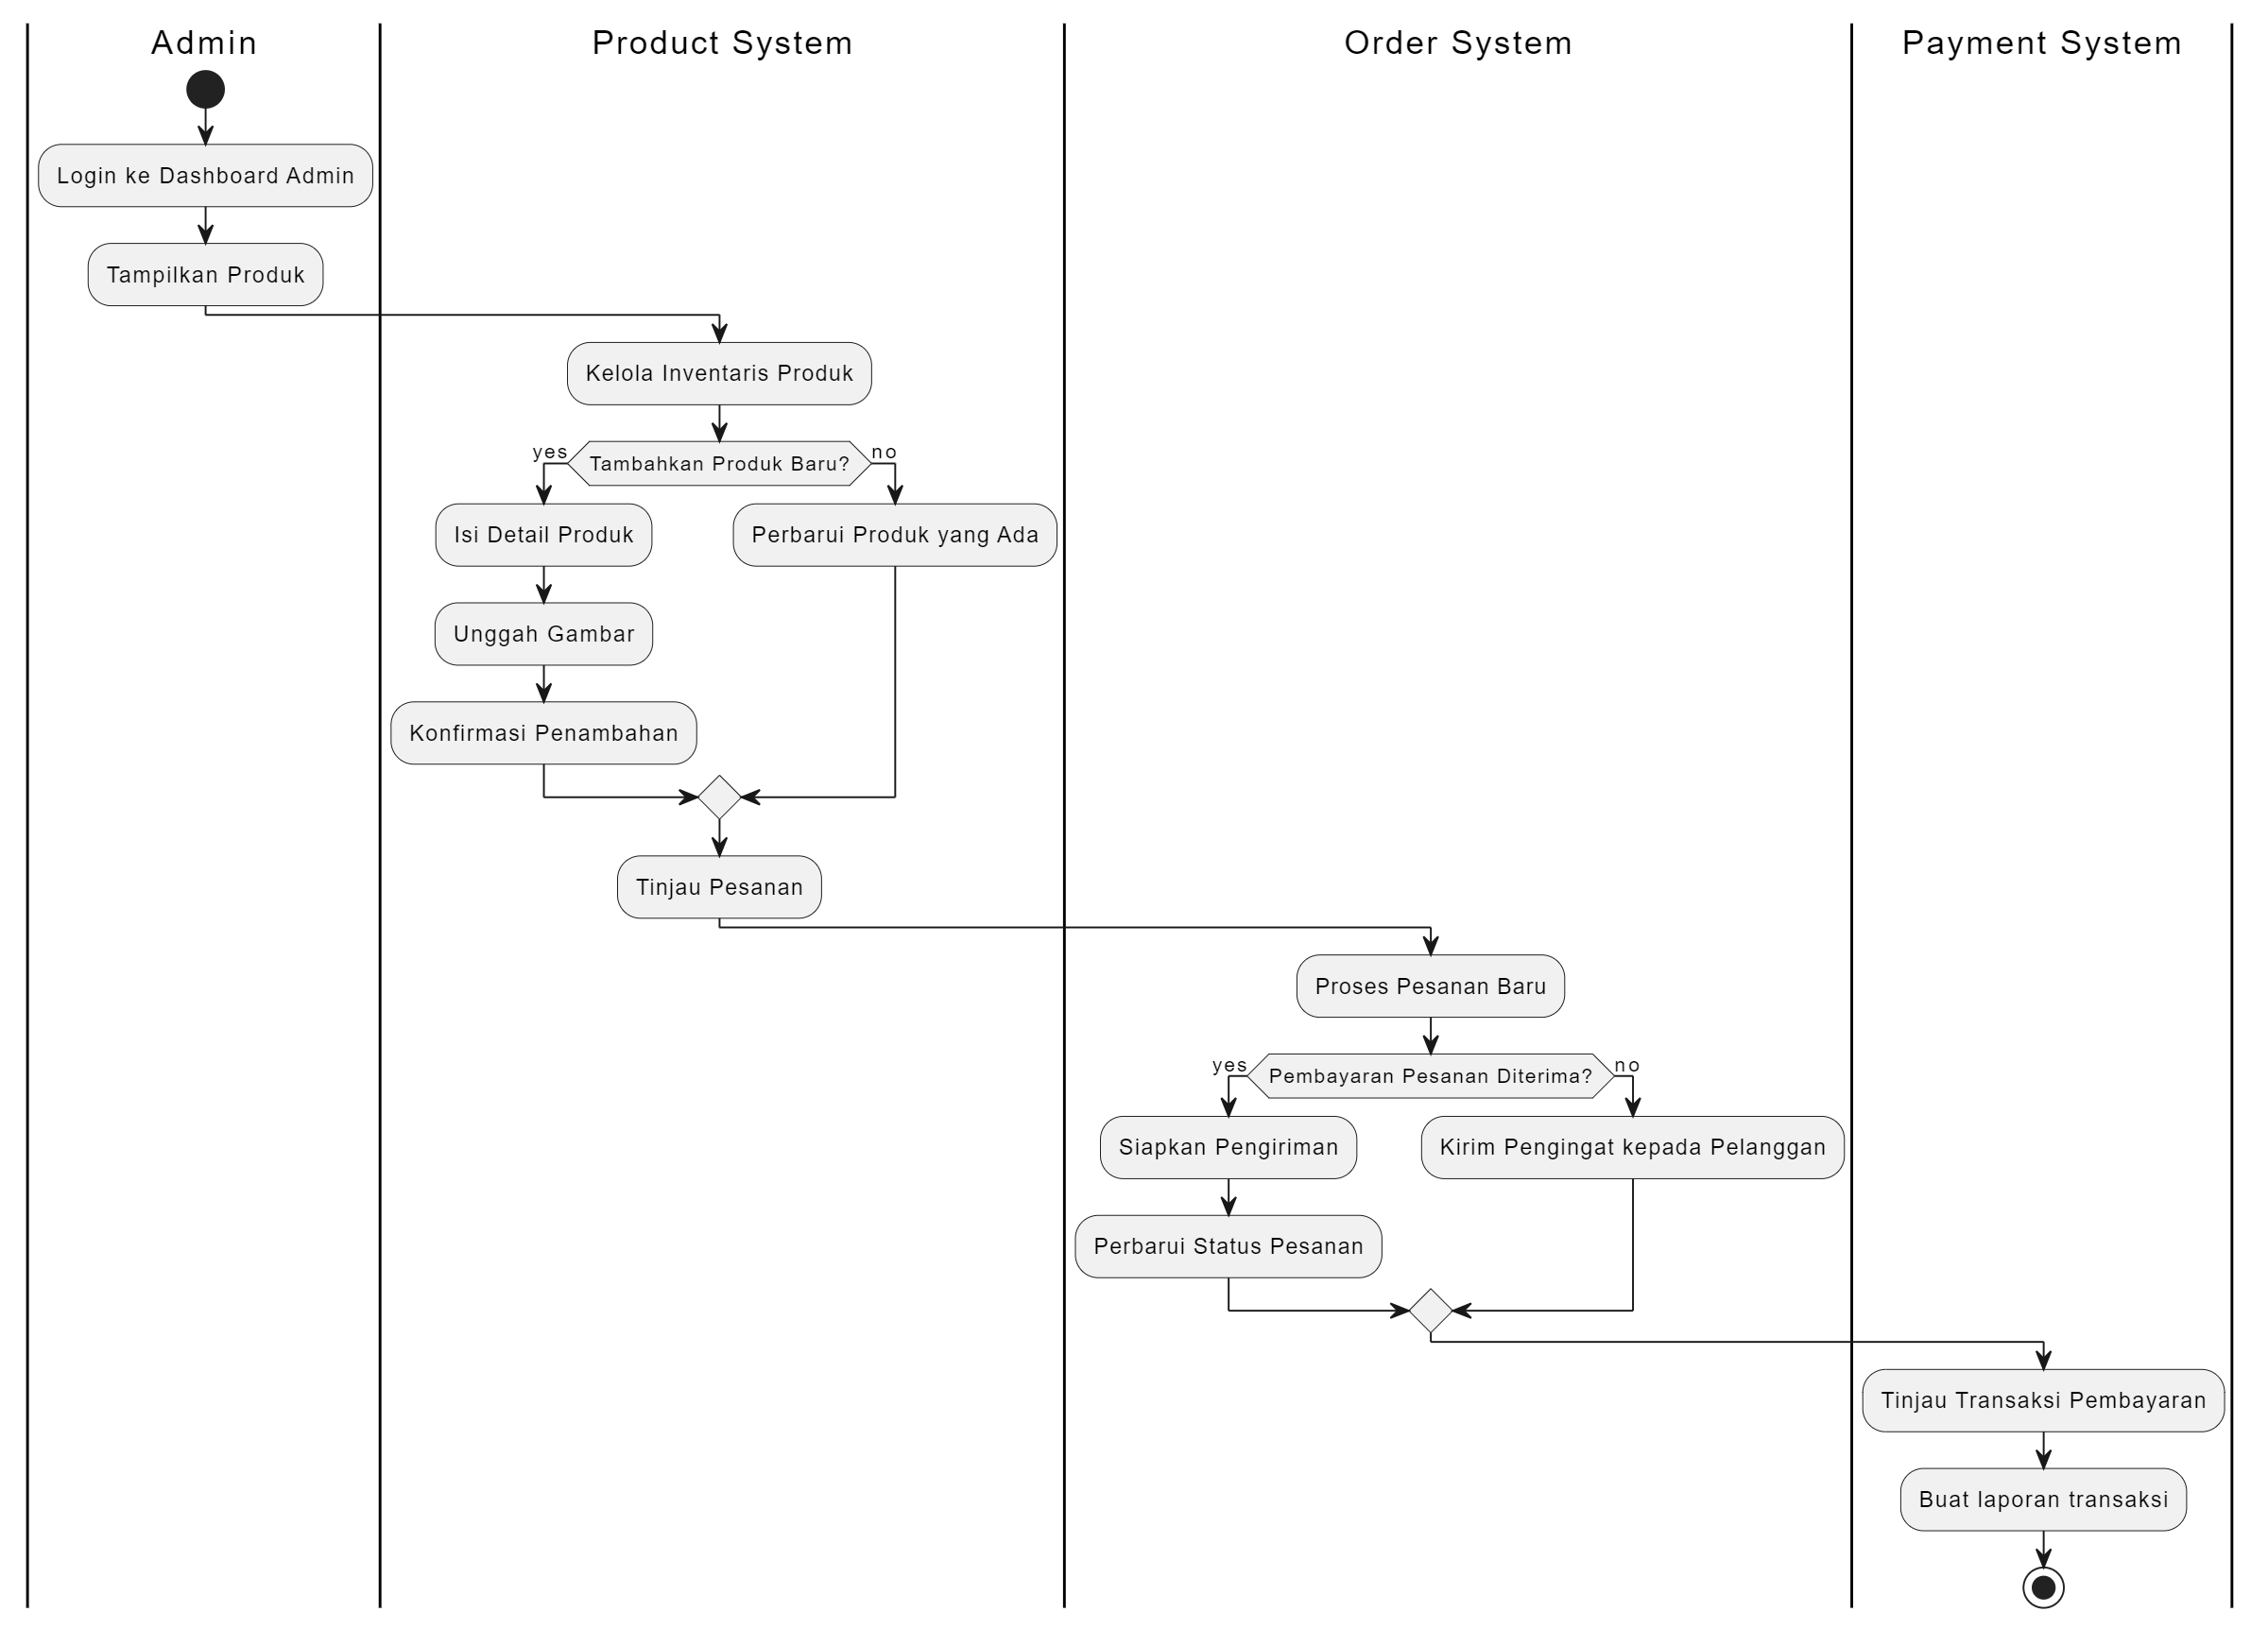 Admin
Product System
Order System
Payment System
Login ke Dashboard Admin
Tampilkan Produk
Kelola Inventaris Produk
yes
Tambahkan Produk Baru?
no
Isi Detail Produk
Perbarui Produk yang Ada
Unggah Gambar
Konfirmasi Penambahan
Tinjau Pesanan
Proses Pesanan Baru
yes
Pembayaran Pesanan Diterima?
no
Siapkan Pengiriman
Kirim Pengingat kepada Pelanggan
Perbarui Status Pesanan
Tinjau Transaksi Pembayaran
Buat laporan transaksi